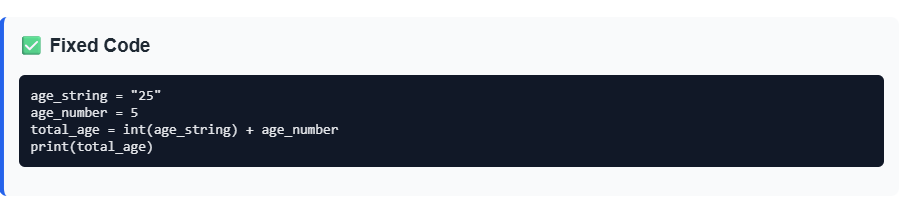 ✅ Fixed Code
age_string = "25"
age_number = 5
total_age = int(age_string) + age_number
print(total_age)